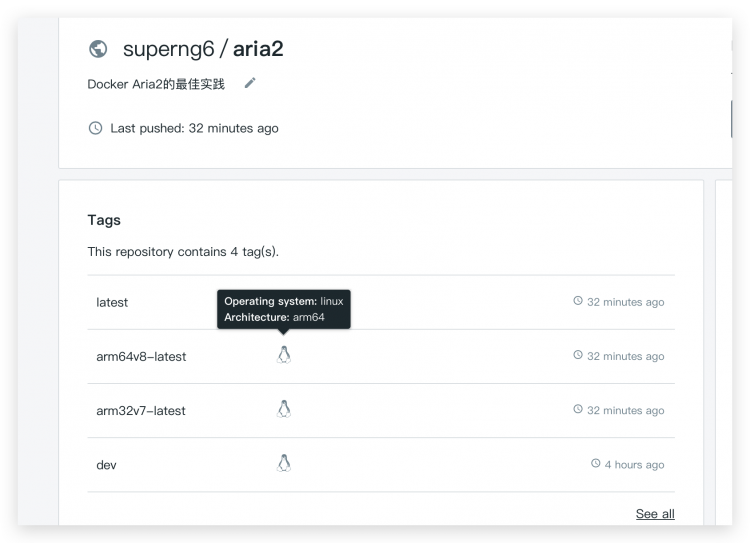 superng6 / aria2
Docker Aria2的最佳实践
Last pushed: 32 minutes ago
Tags
This repository contains 4 tag(s).
latest
Operating system: linux
Architecture: arm64
32 minutes ago
arm64v8-latest
32 minutes ago
arm32v7-latest
32 minutes ago
dev
4 hours ago
See all